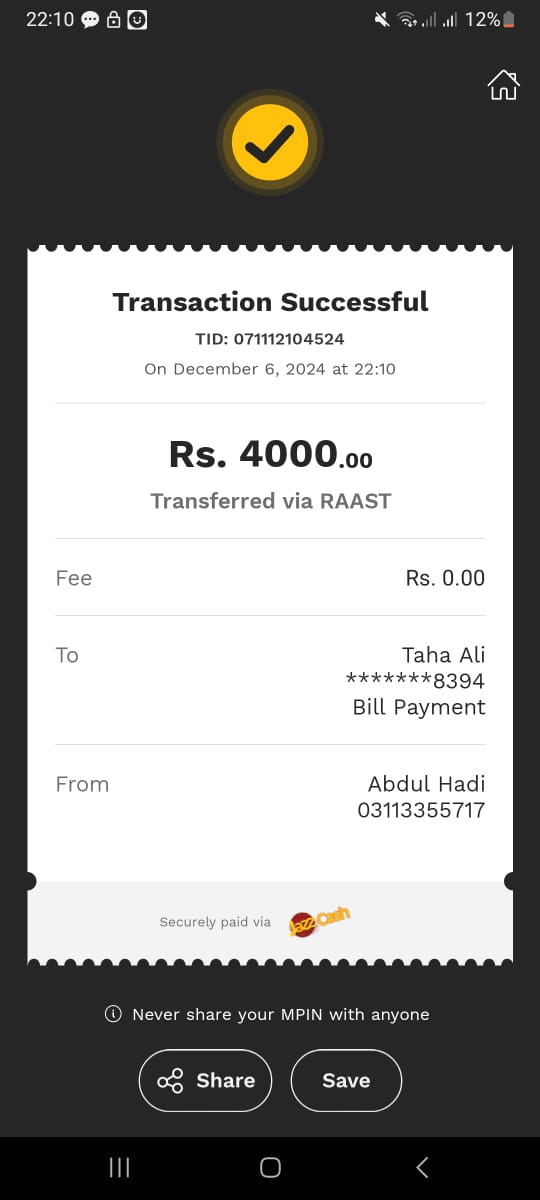 22:10
12%
Transaction Successful
TID: 071112104524
On December 6, 2024 at 22:10
Rs. 4000.00
Transferred via RAAST
Fee Rs. 0.00
To Taha Ali
*******8394
Bill Payment
From Abdul Hadi
03113355717
Securely paid via JazzCash
Never share your MPIN with anyone
Share Save